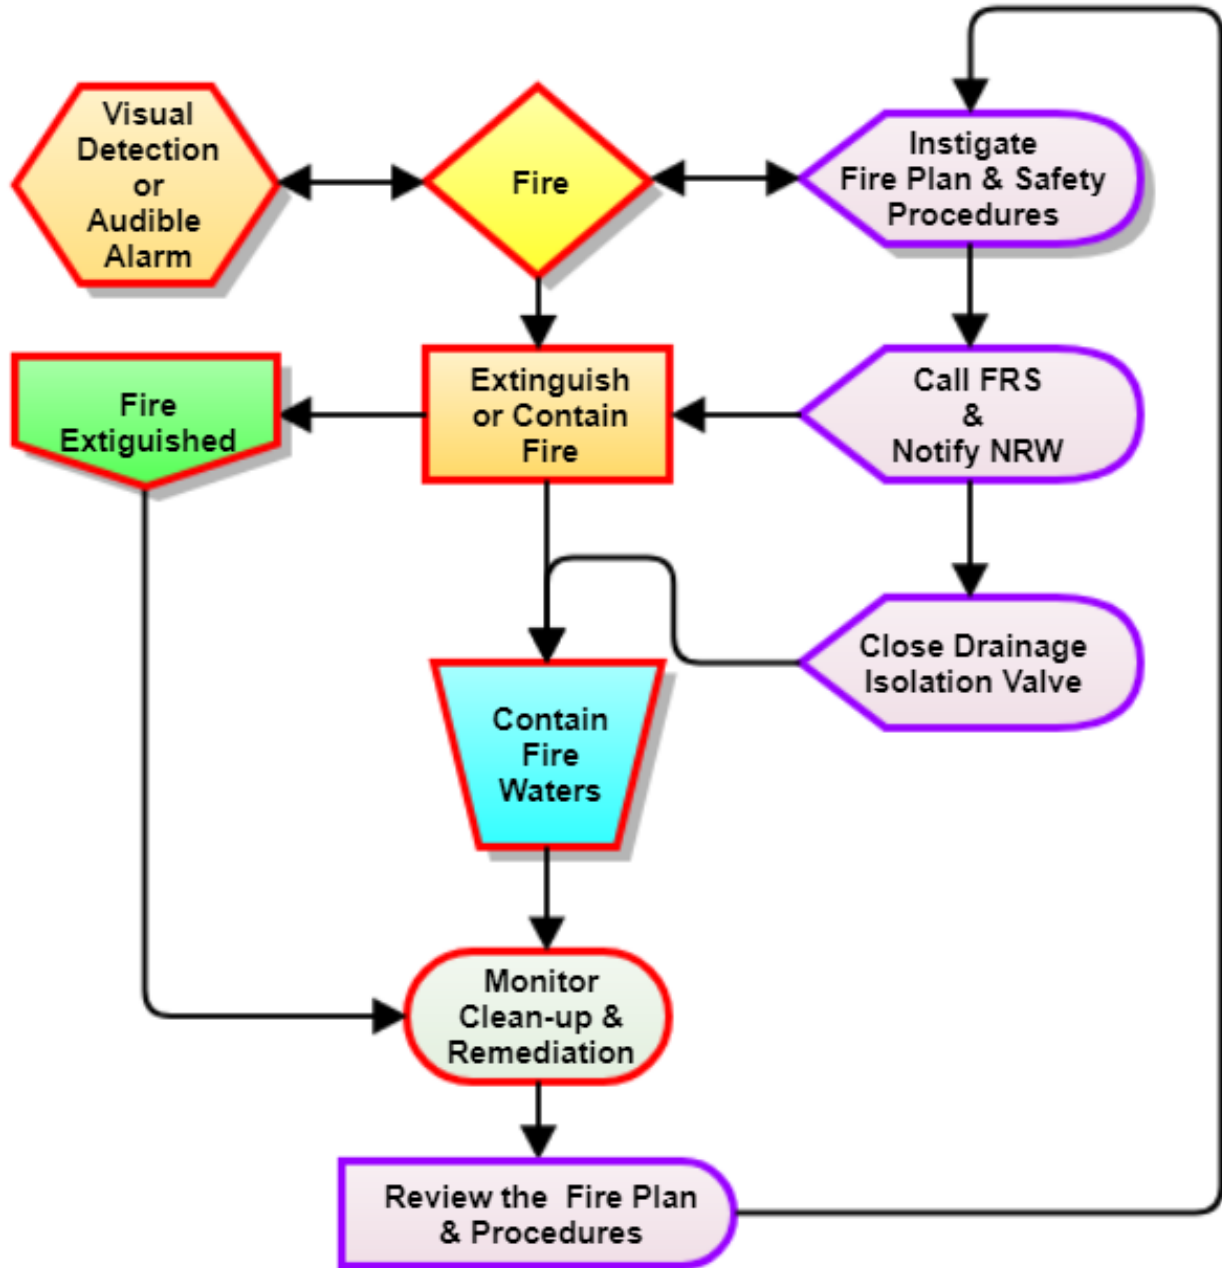 Visual
Detection
or
Audible
Alarm
Fire
Instigate
Fire Plan & Safety
Procedures
Fire
Extiguished
Extinguish
or Contain
Fire
Call FRS
&
Notify NRW
Close Drainage
Isolation Valve
Contain
Fire
Waters
Monitor
Clean-up &
Remediation
Review the  Fire Plan
& Procedures